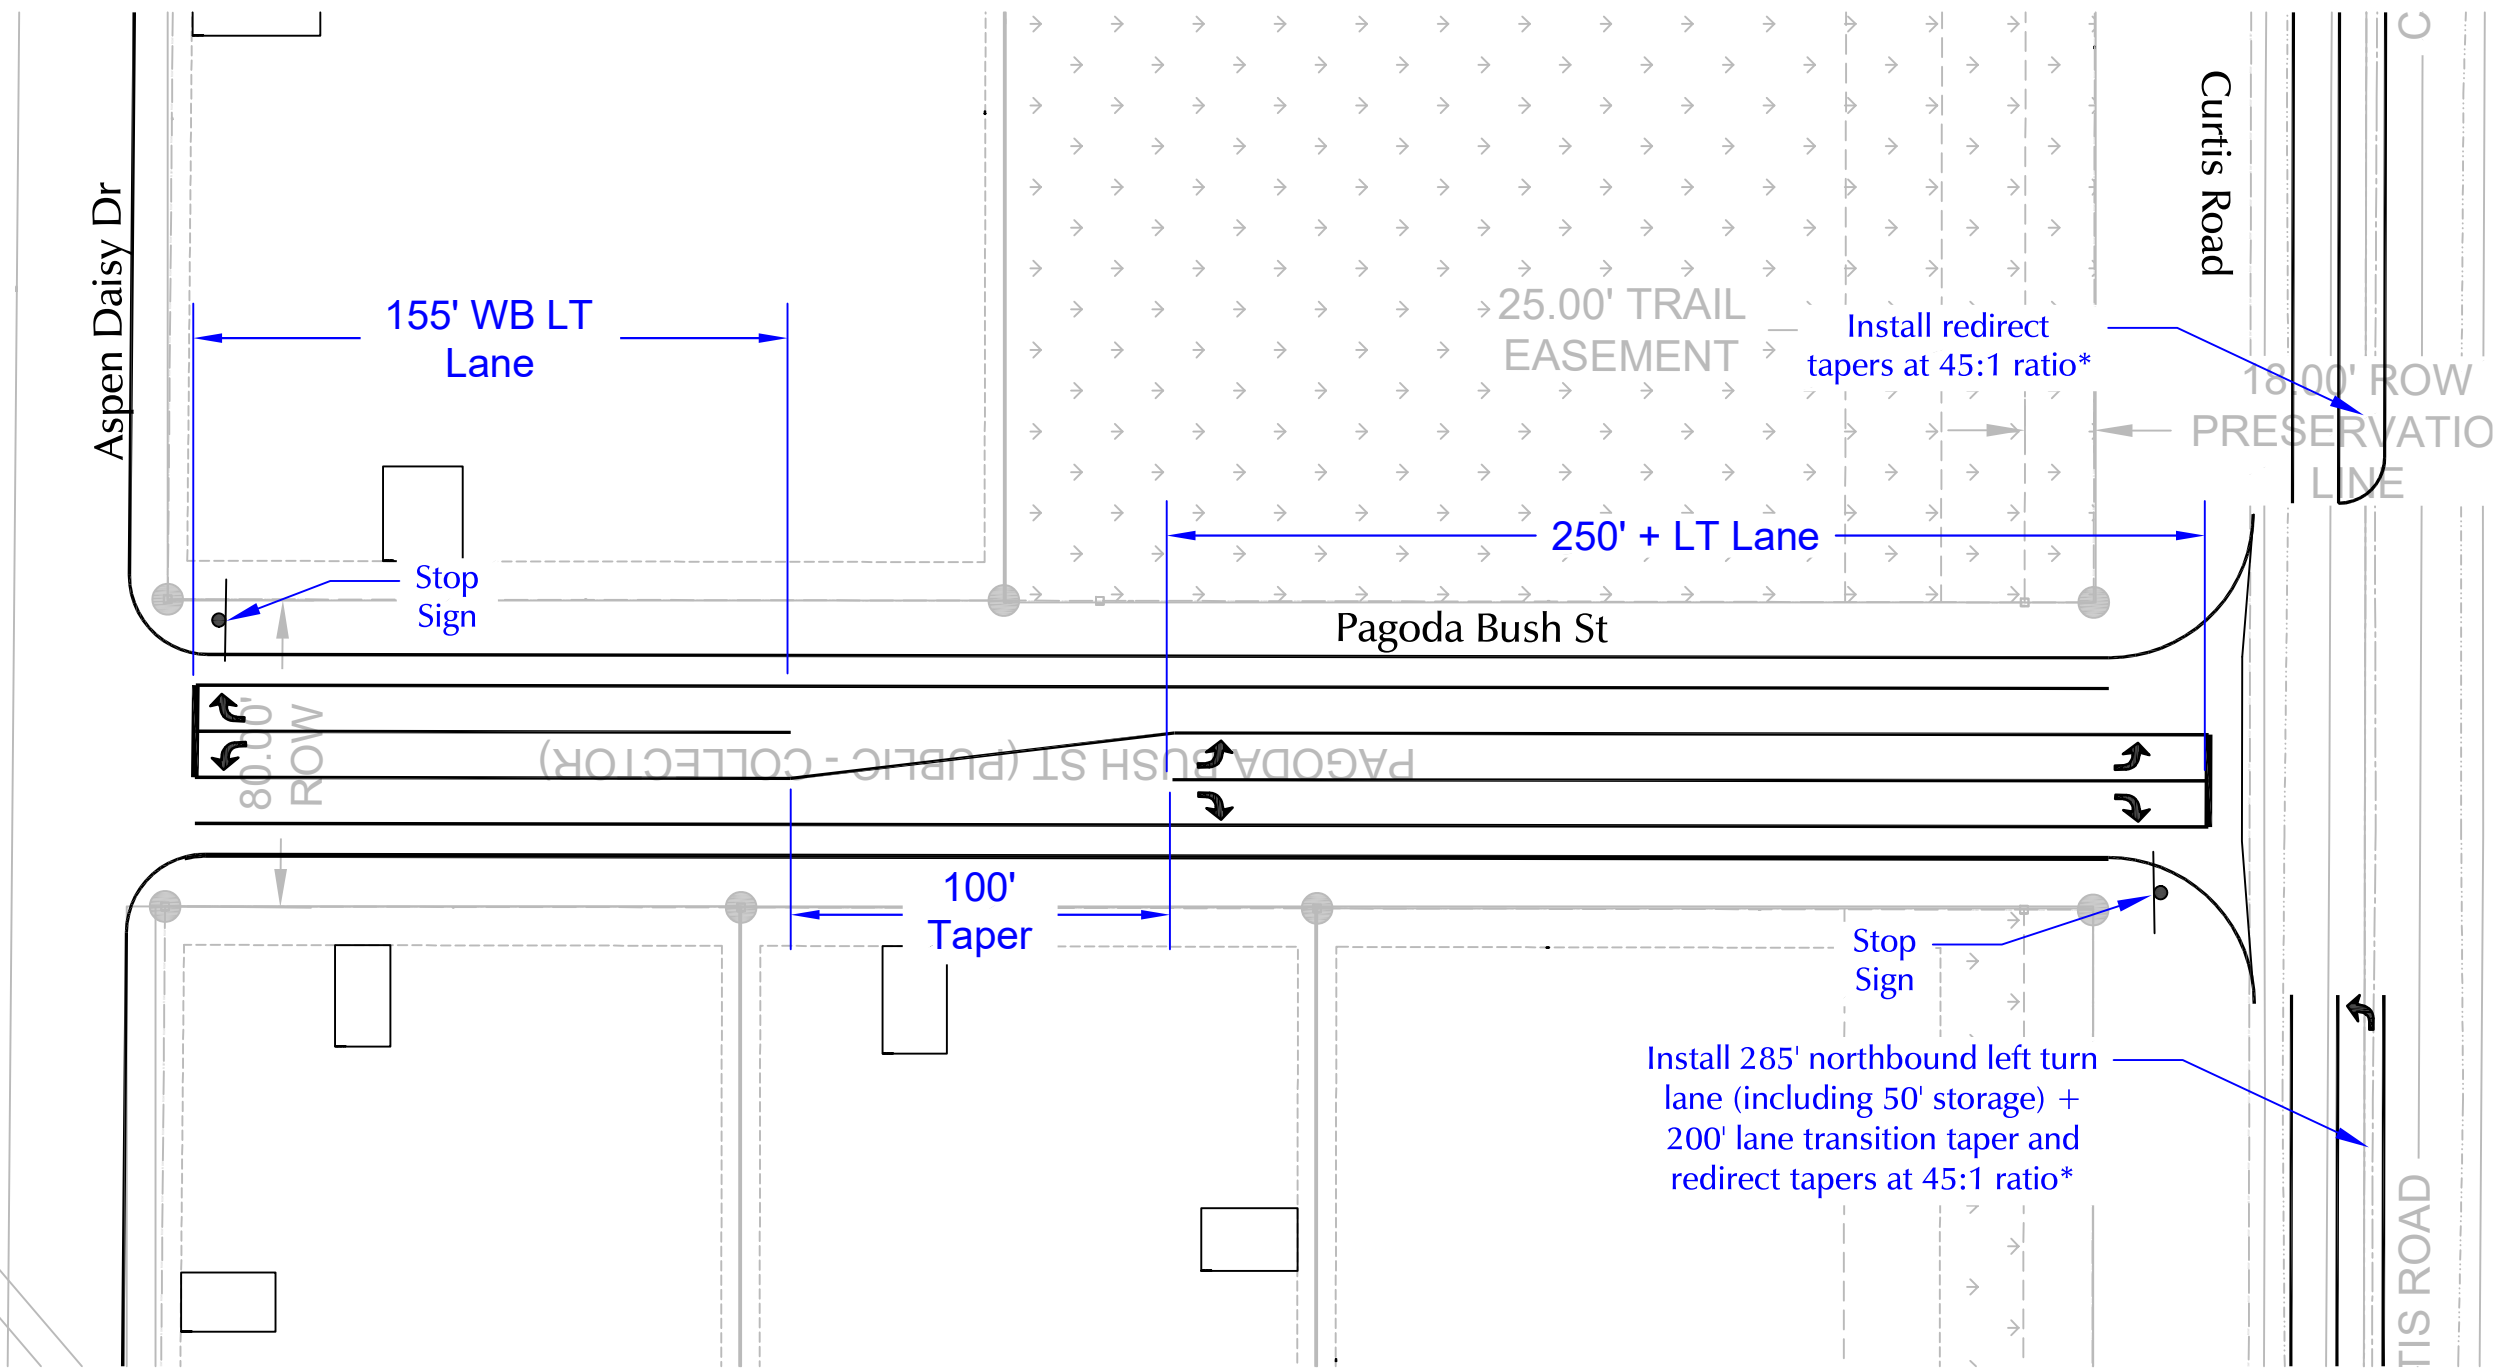 C
Curtis Road
Aspen Daisy Dr
155' WB LT
Lane
25.00' TRAIL
EASEMENT
Install redirect
tapers at 45:1 ratio*
18.00' ROW
PRESERVATIO
LINE
250' + LT Lane
Stop
Sign
Pagoda Bush St
80.00'
ROW
PAGODA BUSH ST (PUBLIC - COLLECTOR)
100'
Taper
Stop
Sign
Install 285' northbound left turn
lane (including 50' storage) +
200' lane transition taper and
redirect tapers at 45:1 ratio*
TIS ROAD